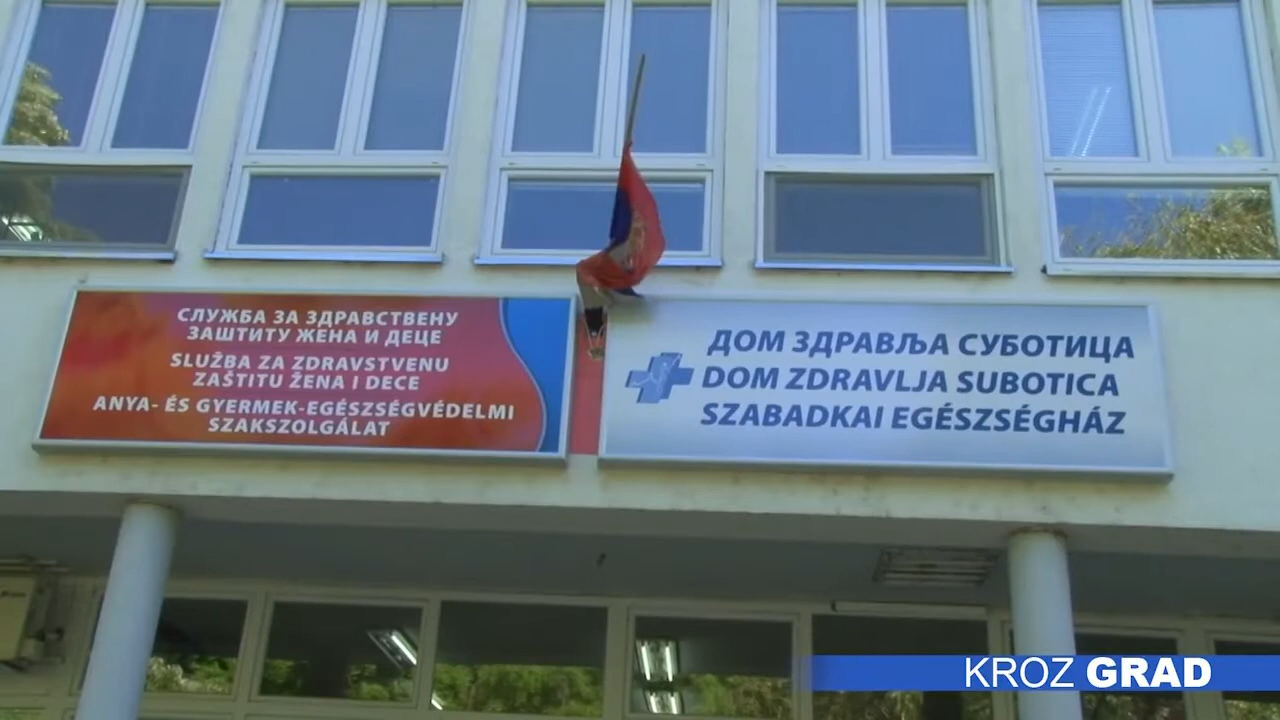 СЛУЖБА ЗА ЗДРАВСТВЕНУ
ЗАШТИТУ ЖЕНА И ДЕЦЕ
SLUŽBA ZA ZDRAVSTVENU
ZAŠTITU ŽENA I DECE
ANYA- ÉS GYERMEK-EGÉSZSÉGVÉDELMI
SZAKSZOLGÁLAT
ДОМ ЗДРАВЉА СУБОТИЦА
DOM ZDRAVLJA SUBOTICA
SZABADKAI EGÉSZSÉGHÁZ
KROZ GRAD